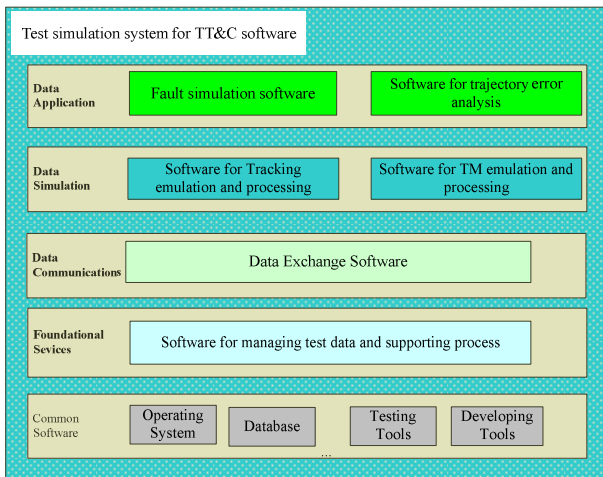 Test simulation system for TT&C software
Data
Application
Fault simulation software
Software for trajectory error
analysis
Data
Simulation
Software for Tracking
emulation and processing
Software for TM emulation and
processing
Data
Communications
Data Exchange Software
Foundational
Sevices
Software for managing test data and supporting process
Common
Software
Operating
System
Database
Testing
Tools
Developing
Tools
...